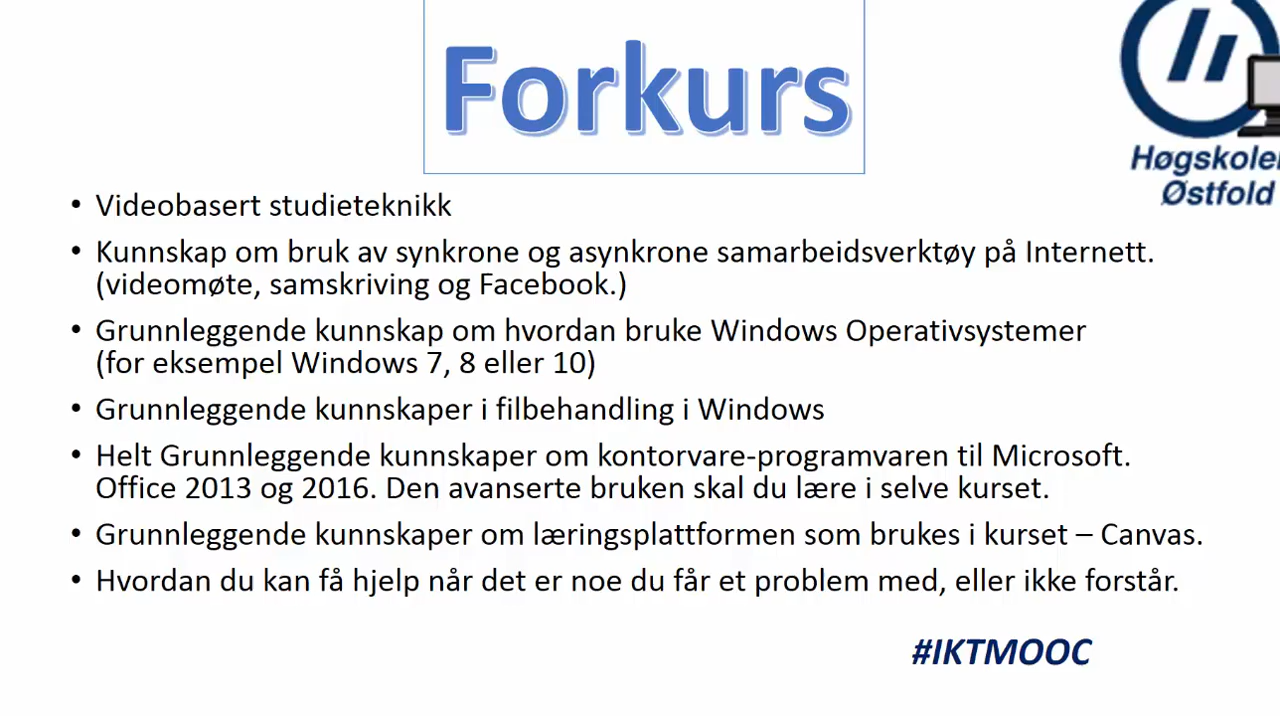 Forkurs
Høgskolen
Østfold
• Videobasert studieteknikk
• Kunnskap om bruk av synkrone og asynkrone samarbeidsverktøy på Internett.
(videomøte, samskriving og Facebook.)
• Grunnleggende kunnskap om hvordan bruke Windows Operativsystemer
(for eksempel Windows 7, 8 eller 10)
• Grunnleggende kunnskaper i filbehandling i Windows
• Helt Grunnleggende kunnskaper om kontorvare-programvaren til Microsoft.
Office 2013 og 2016. Den avanserte bruken skal du lære i selve kurset.
• Grunnleggende kunnskaper om læringsplattformen som brukes i kurset – Canvas.
• Hvordan du kan få hjelp når det er noe du får et problem med, eller ikke forstår.
#IKTMOOC